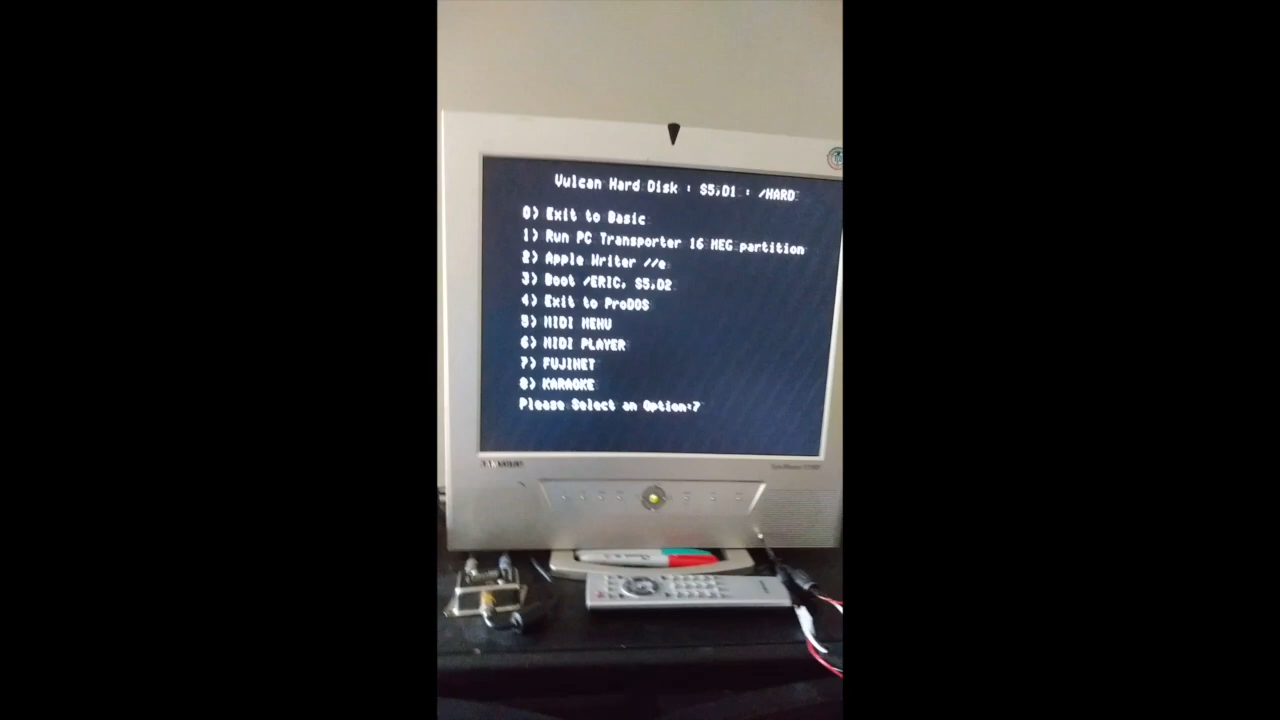 Vulcan Hard Disk : S5,D1 : /HARD
0) Exit to Basic
1) Run PC Transporter 16 MEG partition
2) Apple Writer //e
3) Boot /ERIC, S5,D2
4) Exit to ProDOS
5) MIDI MENU
6) MIDI PLAYER
7) FUJINET
8) KARAOKE
Please Select an Option:7
SAMSUNG